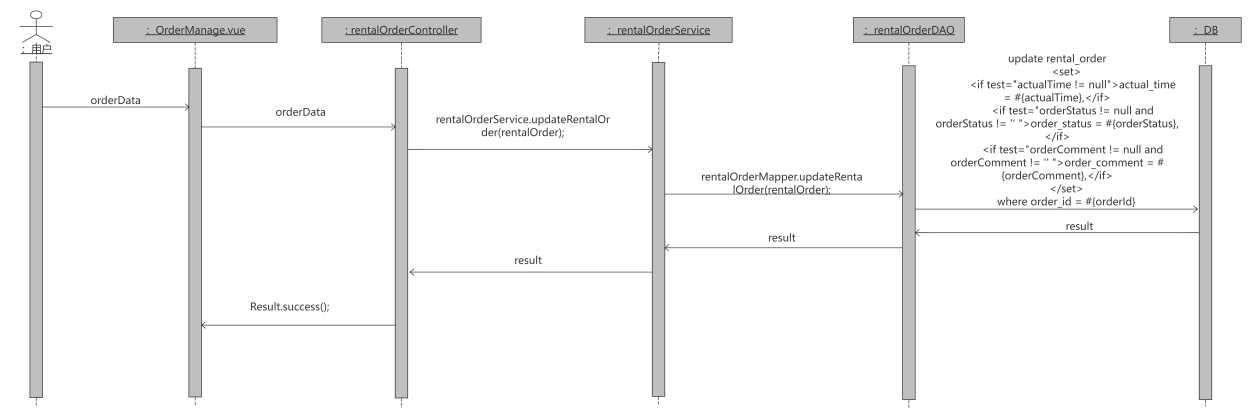 : 用户
: OrderManage.vue
: rentalOrderController
: rentalOrderService
: rentalOrderDAO
: DB
orderData
orderData
rentalOrderService.updateRentalOr
der(rentalOrder);
rentalOrderMapper.updateRenta
lOrder(rentalOrder);
update rental_order
<set>
<if test="actualTime != null">actual_time
= #{actualTime},</if>
<if test="orderStatus != null and
orderStatus != '' ">order_status = #{orderStatus},
</if>
<if test="orderComment != null and
orderComment != '' ">order_comment = #
{orderComment},</if>
</set>
where order_id = #{orderId}
result
result
result
Result.success();